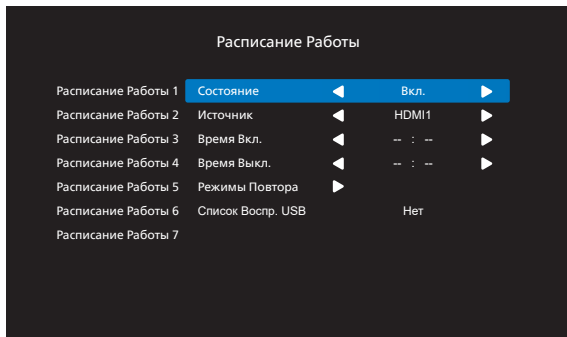 Расписание Работы
Расписание Работы 1 Состояние Вкл.
Расписание Работы 2 Источник HDMI1
Расписание Работы 3 Время Вкл. -- : --
Расписание Работы 4 Время Выкл. -- : --
Расписание Работы 5 Режимы Повтора
Расписание Работы 6 Список Воспр. USB Нет
Расписание Работы 7